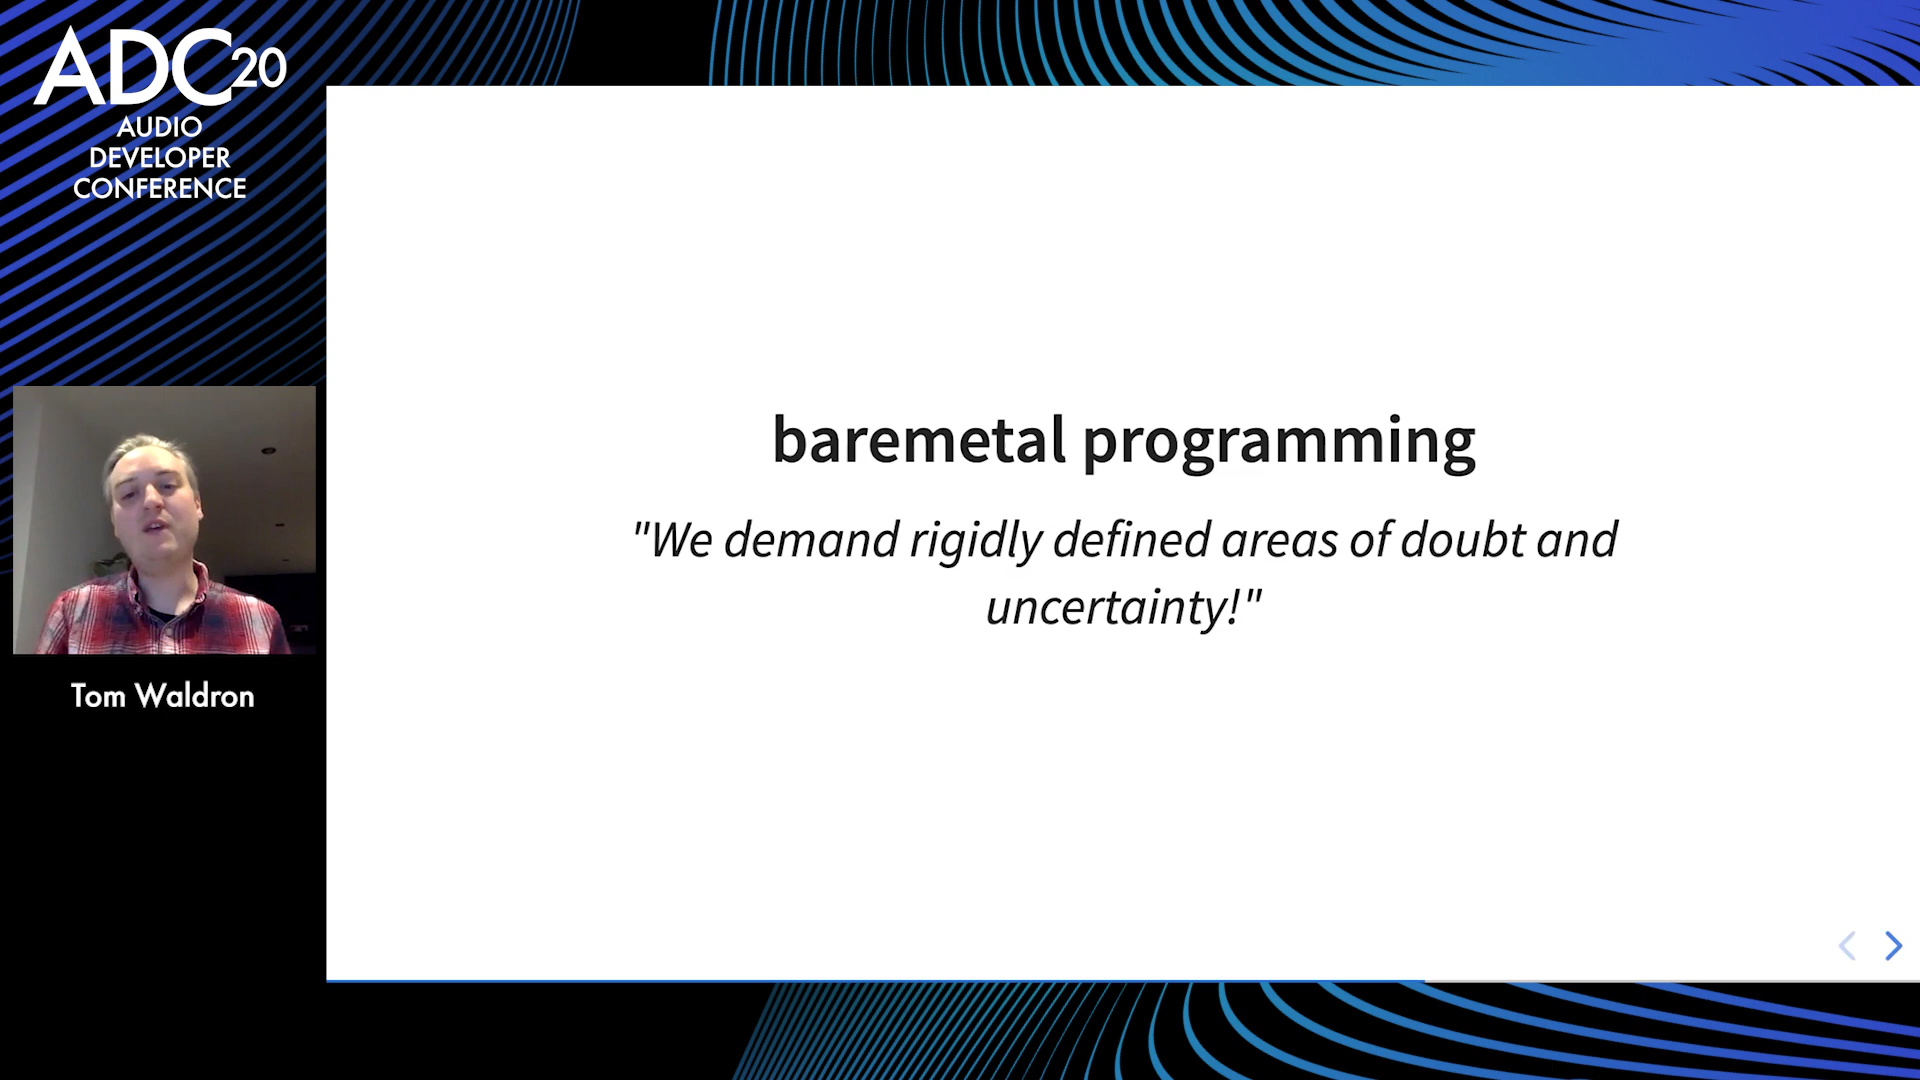 ADC20
AUDIO
DEVELOPER
CONFERENCE
Tom Waldron
baremetal programming
"We demand rigidly defined areas of doubt and
uncertainty!"